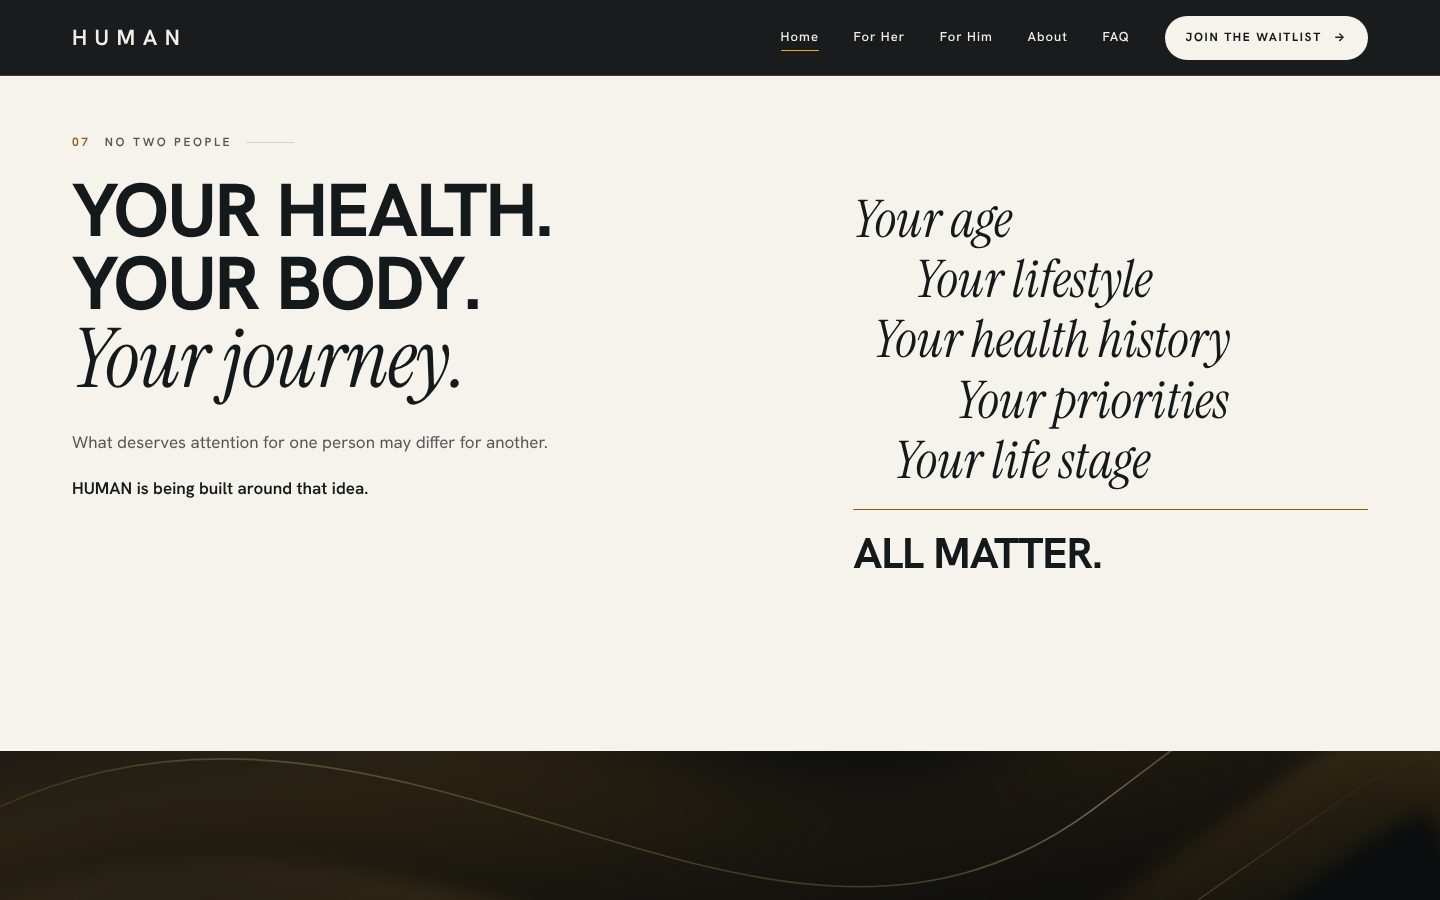 HUMAN
Home
For Her
For Him
About
FAQ
JOIN THE WAITLIST →
07 NO TWO PEOPLE
YOUR HEALTH.
YOUR BODY.
Your journey.
What deserves attention for one person may differ for another.
HUMAN is being built around that idea.
Your age
Your lifestyle
Your health history
Your priorities
Your life stage
ALL MATTER.